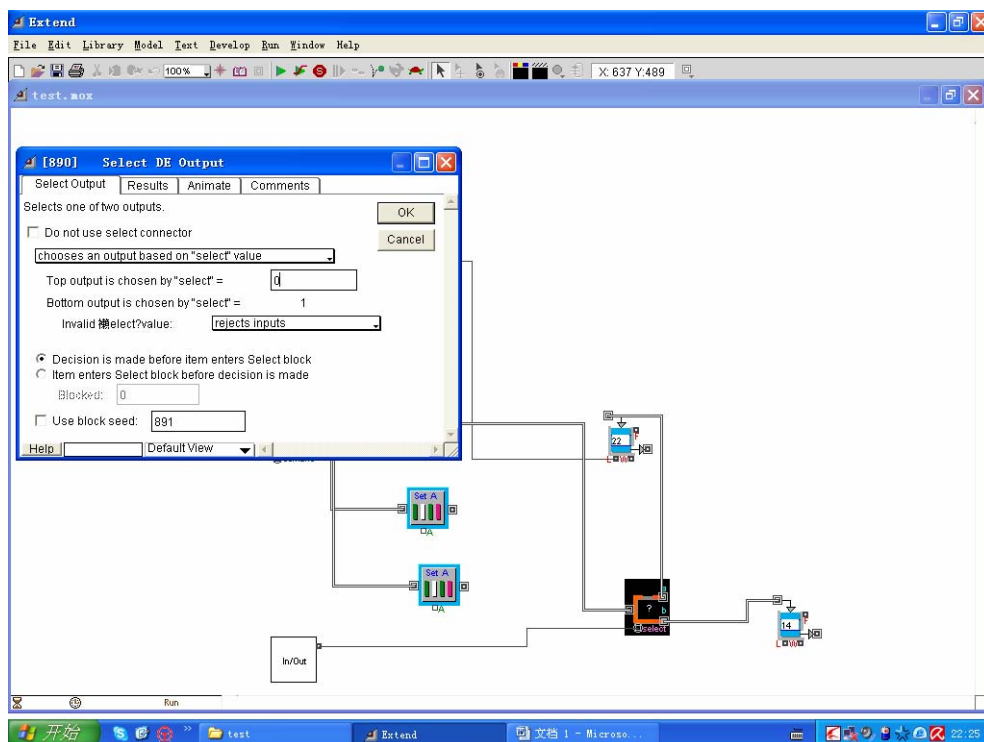 Extend
File Edit Library Model Text Develop Run Window Help
100%
X: 637 Y:489
test.mox
[890] Select DE Output
Select Output Results Animate Comments
Selects one of two outputs.
OK
Do not use select connector
Cancel
chooses an output based on "select" value
Top output is chosen by "select" = 0
Bottom output is chosen by "select" = 1
Invalid 襰elect?value: rejects inputs
Decision is made before item enters Select block
Item enters Select block before decision is made
Blocked: 0
Use block seed: 891
Help Default View
22
F
L W
Set A
A
Set A
A
? b
select
14
F
L W
In/Out
Run
开始 test Extend 文档 1 - Microso... 22:25